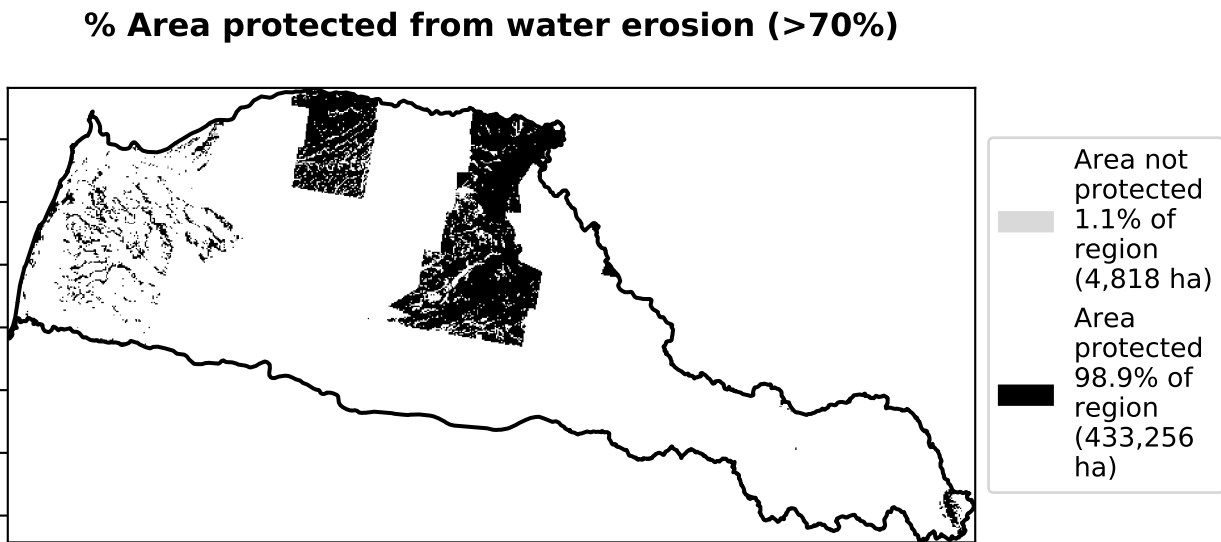 % Area protected from water erosion (>70%)
Area not
protected
1.1% of
region
(4,818 ha)
Area
protected
98.9% of
region
(433,256
ha)